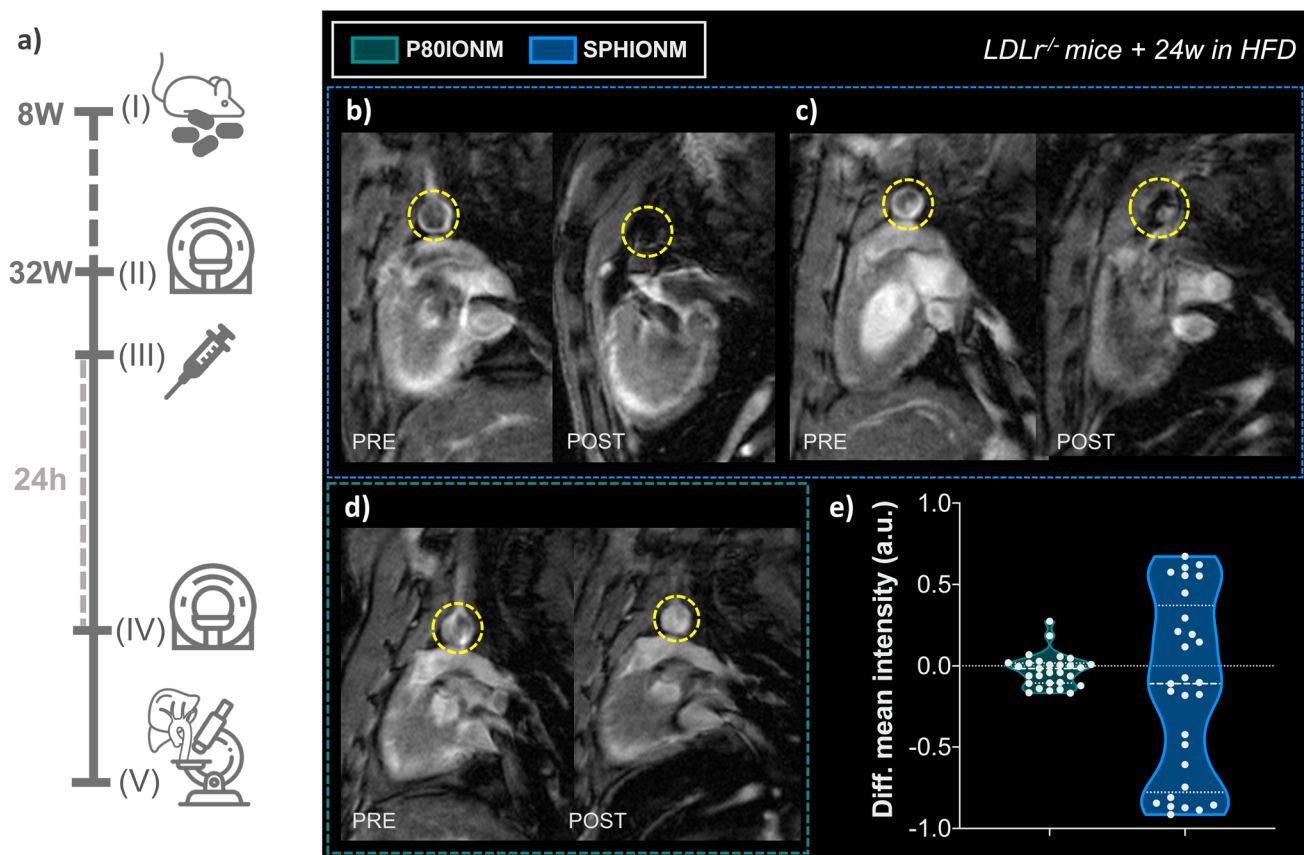 a)
8W
(I)
32W
(II)
(III)
24h
(IV)
(V)
P80IONM
SPHIONM
LDLr-/- mice + 24w in HFD
b)
PRE
POST
c)
PRE
POST
d)
PRE
POST
e)
Diff. mean intensity (a.u.)
1.0
0.5
0.0
-0.5
-1.0